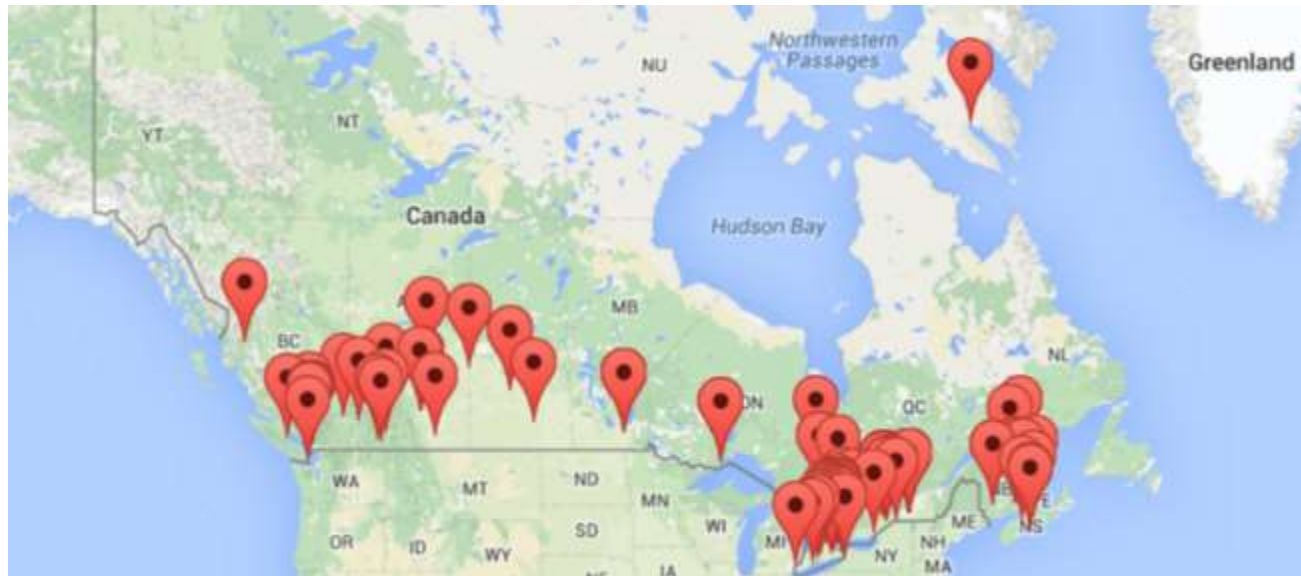 Northwestern
Passages
Greenland
NU
YT
NT
Canada
Hudson Bay
MB
BC
NL
ON
QC
WA
MT
ND
MN
WI
MI
OR
ID
WY
SD
NY
NH
ME
NS
MA
IA